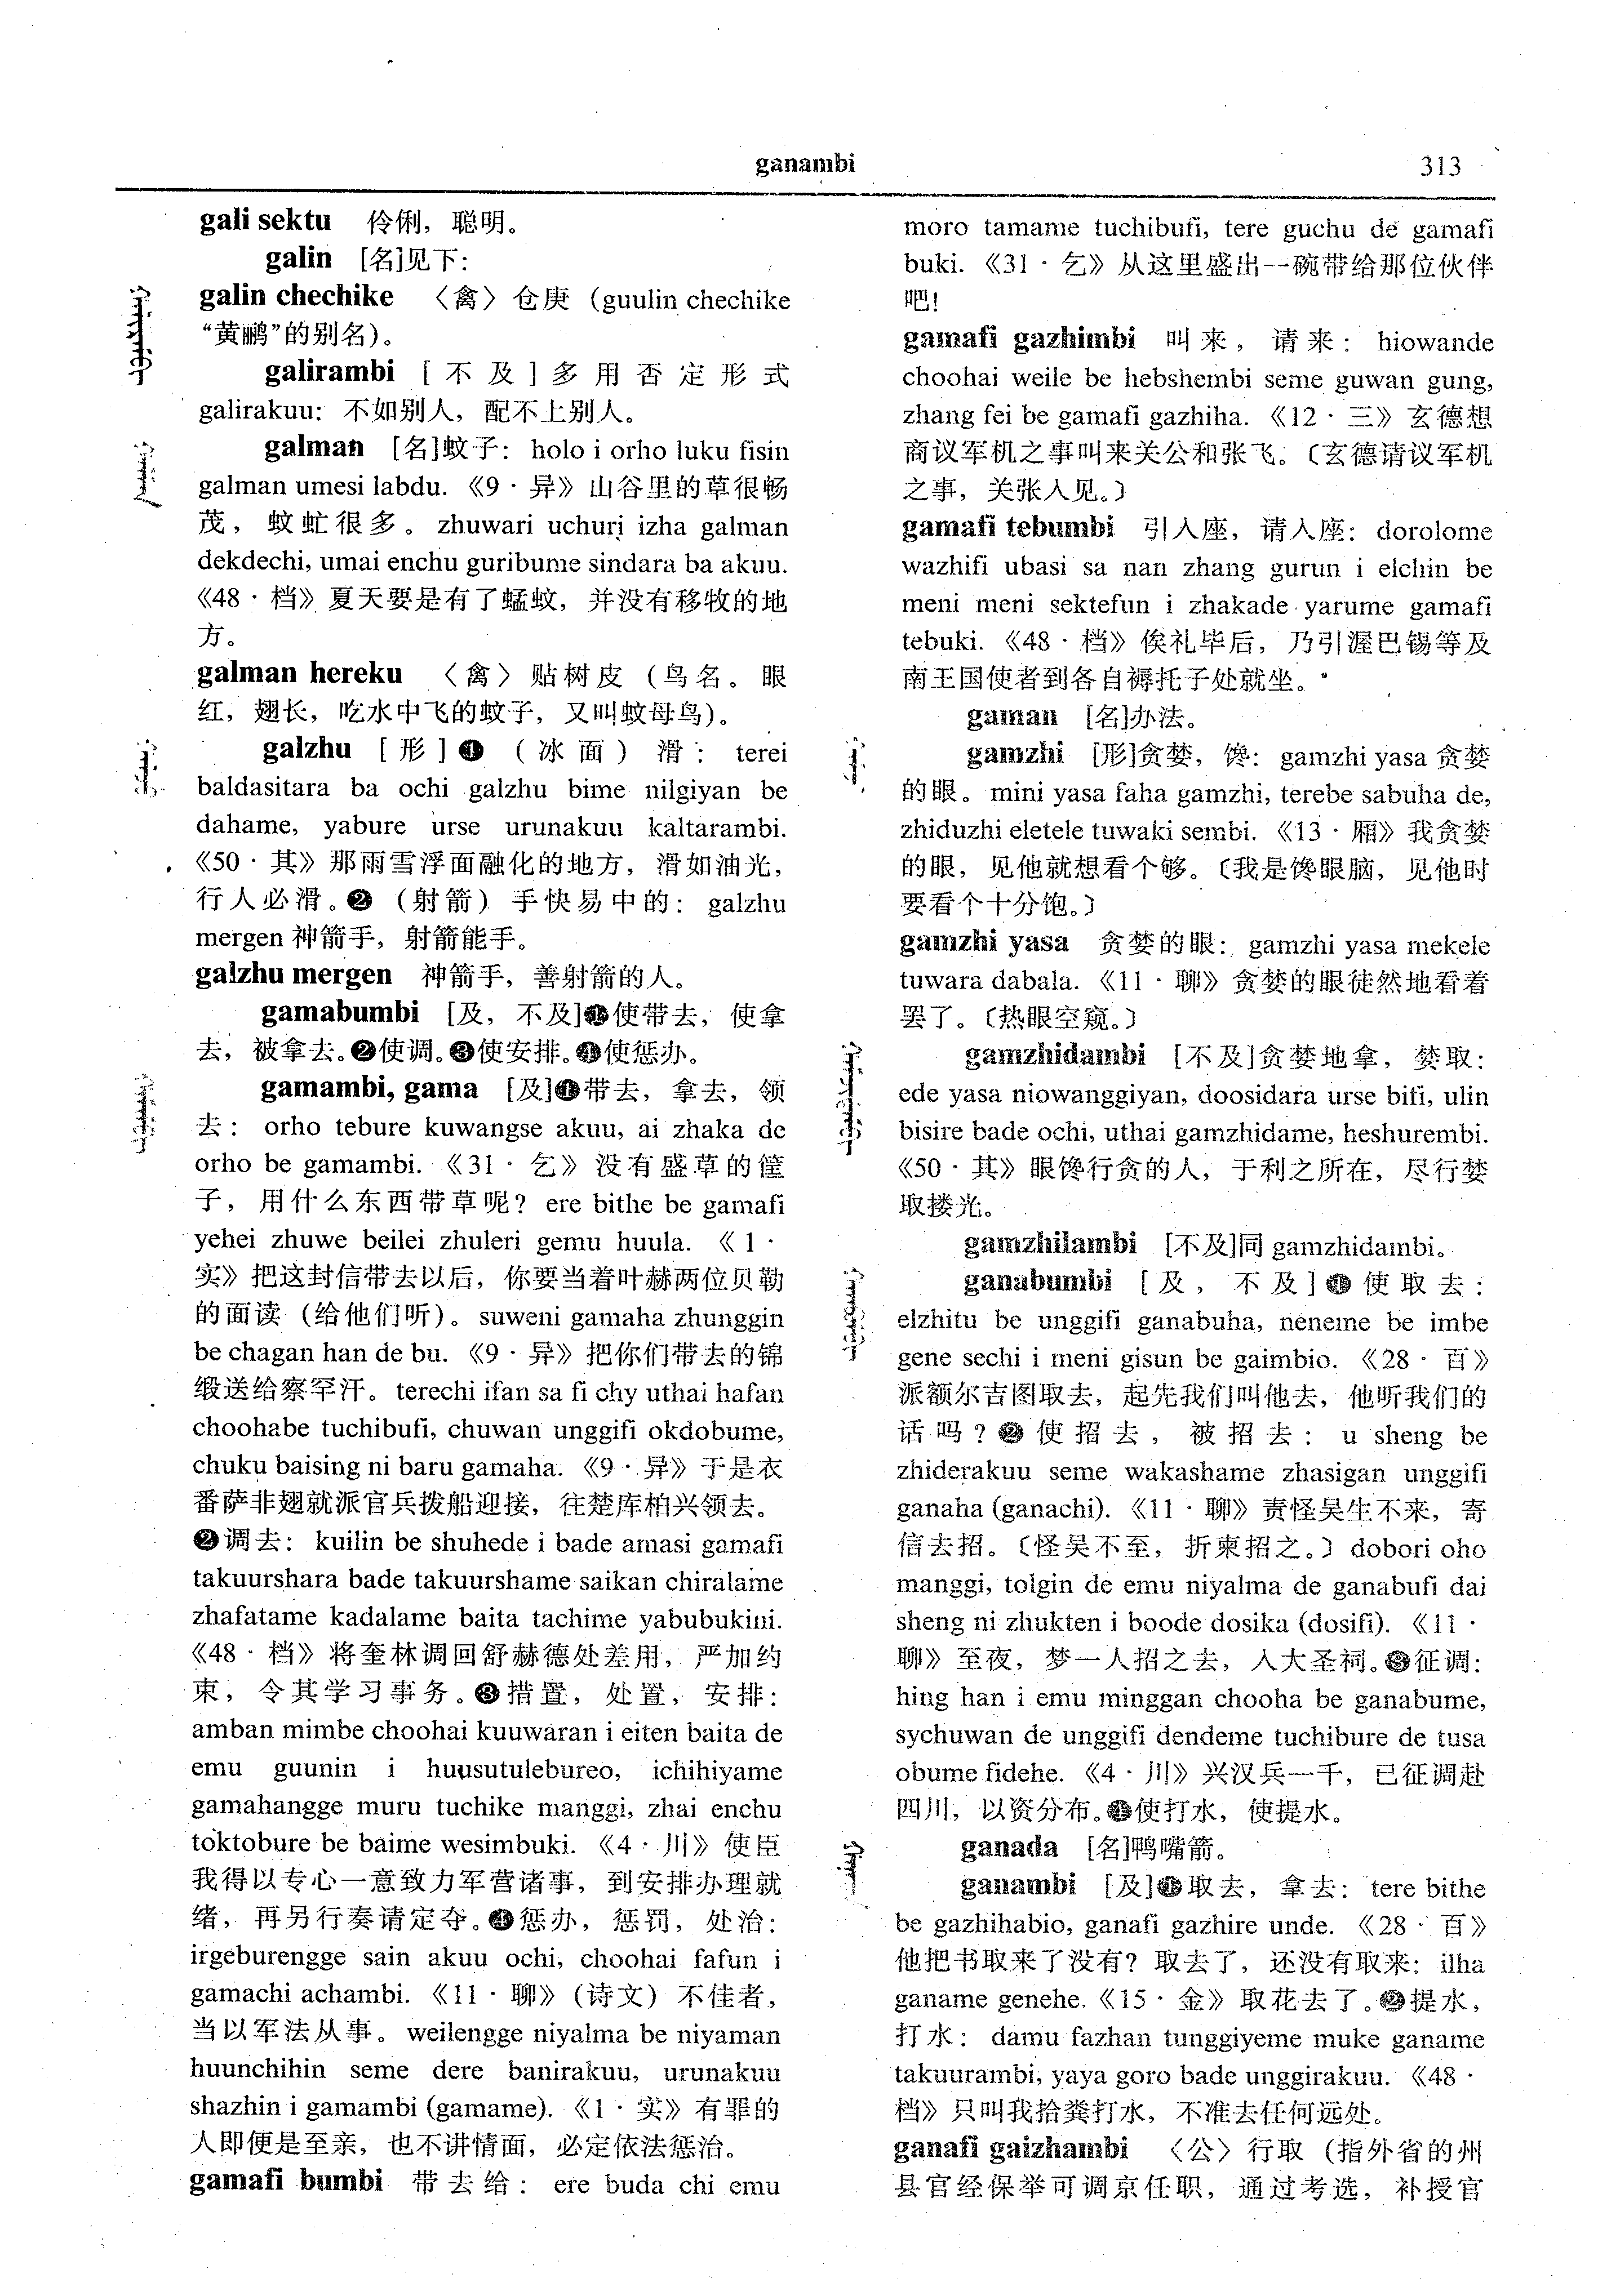 ganambi
313
gali sektu 伶俐，聪明。
galin [名]见下：
galin chechike 〈禽〉仓庚（guulin chechike
“黄鹂”的别名）。
galirambi [不及]多用否定形式
galirakuu: 不如别人，配不上别人。
galman [名]蚊子：holo i orho luku fisin
galman umesi labdu.《9·异》山谷里的草很畅
茂，蚊虻很多。zhuwari uchuri izha galman
dekdechi, umai enchu guribume sindara ba akuu.
《48·档》夏天要是有了蜢蚊，并没有移牧的地
方。
galman hereku 〈禽〉贴树皮（鸟名。眼
红，翅长，吃水中飞的蚊子，又叫蚊母鸟）。
galzhu [形]❶（冰面）滑：terei
baldasitara ba ochi galzhu bime nilgiyan be
dahame, yabure urse urunakuu kaltarambi.
《50·其》那雨雪浮面融化的地方，滑如油光，
行人必滑。❷（射箭）手快易中的：galzhu
mergen 神箭手，射箭能手。
galzhu mergen 神箭手，善射箭的人。
gamabumbi [及，不及]❶使带去，使拿
去，被拿去。❷使调。❸使安排。❹使惩办。
gamambi, gama [及]❶带去，拿去，领
去：orho tebure kuwangse akuu, ai zhaka de
orho be gamambi.《31·乞》没有盛草的筐
子，用什么东西带草呢？ere bithe be gamafi
yehei zhuwe beilei zhuleri gemu huula.《1·
实》把这封信带去以后，你要当着叶赫两位贝勒
的面读（给他们听）。suweni gamaha zhunggin
be chagan han de bu.《9·异》把你们带去的锦
缎送给察罕汗。terechi ifan sa fi chy uthai hafan
choohabe tuchibufi, chuwan unggifi okdobume,
chuku baising ni baru gamaha.《9·异》于是衣
番萨非翅就派官兵拨船迎接，往楚库柏兴领去。
❷调去：kuilin be shuhede i bade amasi gamafi
takuurshara bade takuurshame saikan chiralame
zhafatame kadalame baita tachime yabubukini.
《48·档》将奎林调回舒赫德处差用，严加约
束，令其学习事务。❸措置，处置，安排：
amban mimbe choohai kuuwaran i eiten baita de
emu guunin i huusutulebureo, ichihiyame
gamahangge muru tuchike manggi, zhai enchu
toktobure be baime wesimbuki.《4·川》使臣
我得以专心一意致力军营诸事，到安排办理就
绪，再另行奏请定夺。❹惩办，惩罚，处治：
irgeburengge sain akuu ochi, choohai fafun i
gamachi achambi.《11·聊》（诗文）不佳者，
当以军法从事。weilengge niyalma be niyaman
huunchihin seme dere banirakuu, urunakuu
shazhin i gamambi (gamame).《1·实》有罪的
人即便是至亲，也不讲情面，必定依法惩治。
gamafi bumbi 带去给：ere buda chi emu
moro tamame tuchibufi, tere guchu de gamafi
buki.《31·乞》从这里盛出一碗带给那位伙伴
吧！
gamafi gazhimbi 叫来，请来：hiowande
choohai weile be hebshembi seme guwan gung,
zhang fei be gamafi gazhiha.《12·三》玄德想
商议军机之事叫来关公和张飞。〔玄德请议军机
之事，关张入见。〕
gamafi tebumbi 引入座，请入座：dorolome
wazhifi ubasi sa nan zhang gurun i elchin be
meni meni sektefun i zhakade yarume gamafi
tebuki.《48·档》俟礼毕后，乃引渥巴锡等及
南王国使者到各自褥托子处就坐。
gaman [名]办法。
gamzhi [形]贪婪，馋：gamzhi yasa 贪婪
的眼。mini yasa faha gamzhi, terebe sabuha de,
zhiduzhi eletele tuwaki sembi.《13·厢》我贪婪
的眼，见他就想看个够。〔我是馋眼脑，见他时
要看个十分饱。〕
gamzhi yasa 贪婪的眼：gamzhi yasa mekele
tuwara dabala.《11·聊》贪婪的眼徒然地看着
罢了。〔热眼空窥。〕
gamzhidambi [不及]贪婪地拿，婪取：
ede yasa niowanggiyan, doosidara urse bifi, ulin
bisire bade ochi, uthai gamzhidame, heshurembi.
《50·其》眼馋行贪的人，于利之所在，尽行婪
取搂光。
gamzhilambi [不及]同 gamzhidambi。
ganabumbi [及，不及]❶使取去：
elzhitu be unggifi ganabuha, neneme be imbe
gene sechi i meni gisun be gaimbio.《28·百》
派额尔吉图取去，起先我们叫他去，他听我们的
话吗？❷使招去，被招去：u sheng be
zhiderakuu seme wakashame zhasigan unggifi
ganaha (ganachi).《11·聊》责怪吴生不来，寄
信去招。〔怪吴不至，折柬招之。〕dobori oho
manggi, tolgin de emu niyalma de ganabufi dai
sheng ni zhukten i boode dosika (dosifi).《11·
聊》至夜，梦一人招之去，入大圣祠。❸征调：
hing han i emu minggan chooha be ganabume,
sychuwan de unggifi dendeme tuchibure de tusa
obume fidehe.《4·川》兴汉兵一千，已征调赴
四川，以资分布。❹使打水，使提水。
ganada [名]鸭嘴箭。
ganambi [及]❶取去，拿去：tere bithe
be gazhihabio, ganafi gazhire unde.《28·百》
他把书取来了没有？取去了，还没有取来：ilha
ganame genehe.《15·金》取花去了。❷提水，
打水：damu fazhan tunggiyeme muke ganame
takuurambi, yaya goro bade unggirakuu.《48·
档》只叫我拾粪打水，不准去任何远处。
ganafi gaizhambi 〈公〉行取（指外省的州
县官经保举可调京任职，通过考选，补授官